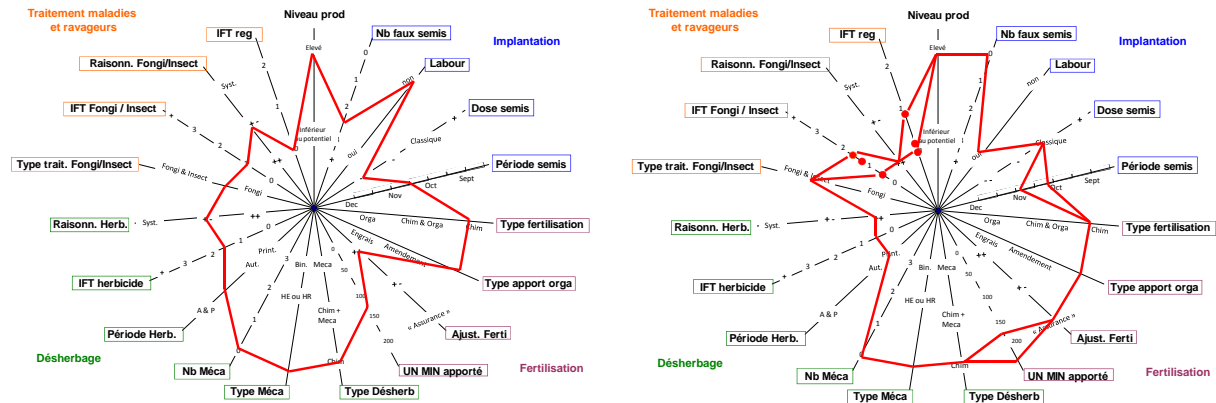 Traitement maladies
et ravageurs
Niveau prod
IFT reg
Nb faux semis
Implantation
Raisonn. Fongi/Insect
Labour
IFT Fongi / Insect
Dose semis
Type trait. Fongi/Insect
Période semis
Raisonn. Herb.
Type fertilisation
IFT herbicide
Type apport orga
Période Herb.
Ajust. Ferti
Désherbage
Nb Méca
UN MIN apporté
Fertilisation
Type Méca
Type Désherb
Elevé
Inférieur
au potentiel
0
1
2
non
oui
+
Classique
--
Sept
Oct
Nov
Dec
Orga
Chim & Orga
Chim
Engrais
Amendement
++
+-
« Assurance »
0
50
100
150
200
Meca
Chim +
Meca
Chim
Bin.
HE ou HR
3
2
1
0
Print.
Aut.
A & P
0
1
2
3
+
++
+-
Syst.
Fongi
Fongi & Insect
0
1
2
3
+
++
+-
Syst.
0
1
2
Traitement maladies
et ravageurs
Niveau prod
IFT reg
Nb faux semis
Implantation
Raisonn. Fongi/Insect
Labour
IFT Fongi / Insect
Dose semis
Type trait. Fongi/Insect
Période semis
Raisonn. Herb.
Type fertilisation
IFT herbicide
Type apport orga
Période Herb.
Ajust. Ferti
Désherbage
Nb Méca
UN MIN apporté
Fertilisation
Type Méca
Type Désherb
Elevé
Inférieur
au potentiel
0
1
2
non
oui
+
Classique
--
Sept
Oct
Nov
Dec
Orga
Chim & Orga
Chim
Engrais
Amendement
++
+-
« Assurance »
0
50
100
150
200
Meca
Chim +
Meca
Chim
Bin.
HE ou HR
3
2
1
0
Print.
Aut.
A & P
0
1
2
3
+
++
+-
Syst.
Fongi
Fongi & Insect
0
1
2
3
+
++
+-
Syst.
1
2